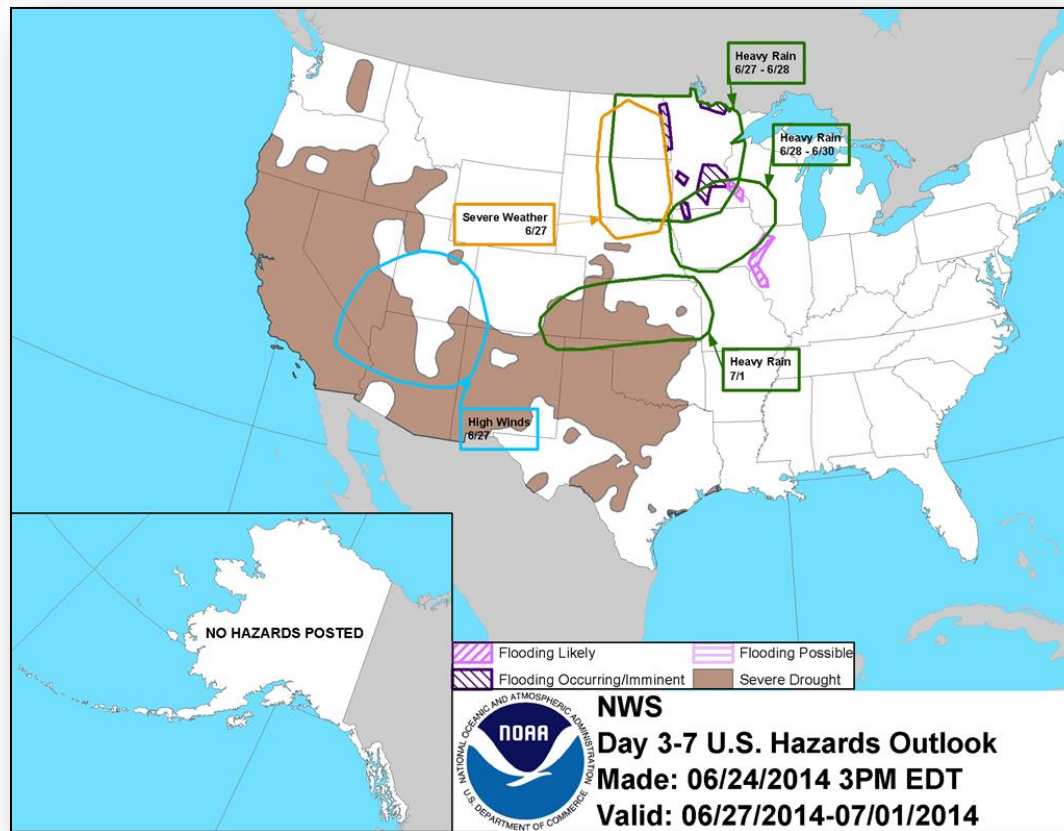 Heavy Rain
6/27 - 6/28
Heavy Rain
6/28 - 6/30
Severe Weather
6/27
Heavy Rain
7/1
High Winds
6/27
NO HAZARDS POSTED
Flooding Likely
Flooding Possible
Flooding Occurring/Imminent
Severe Drought
NATIONAL OCEANIC AND ATMOSPHERIC ADMINISTRATION
NOAA
U.S. DEPARTMENT OF COMMERCE
NWS
Day 3-7 U.S. Hazards Outlook
Made: 06/24/2014 3PM EDT
Valid: 06/27/2014-07/01/2014